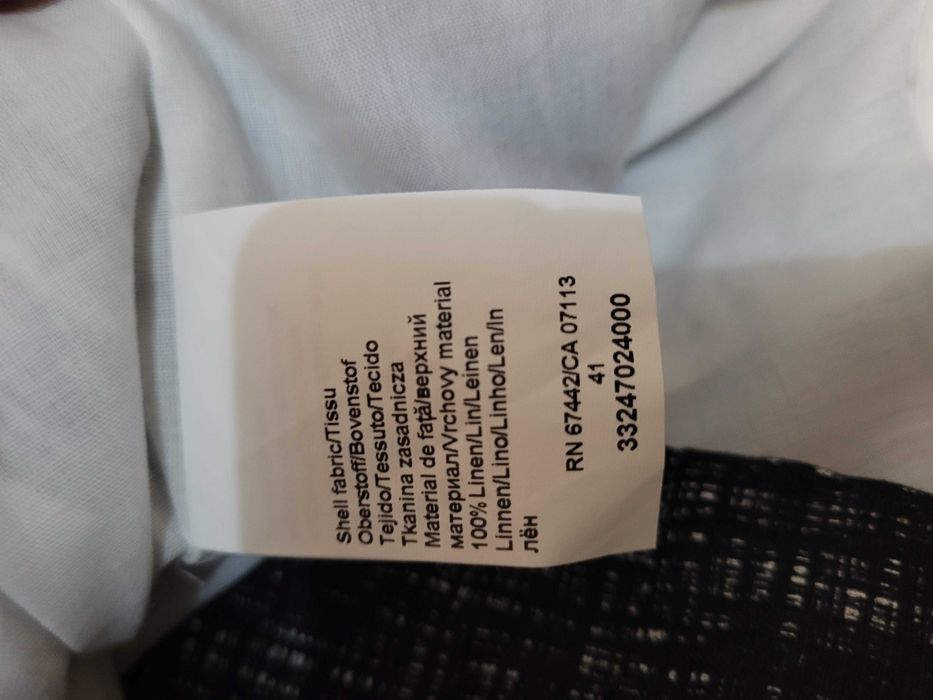 Shell fabric/Tissu
Oberstoff/Bovenstof
Tejido/Tessuto/Tecido
Tkanina zasadnicza
Material de față/верхний
материал/Vrchovy material
100% Linen/Lin/Leinen
Linnen/Lino/Linho/Len/In
лён
RN 67442/CA 07113
41
33247024000